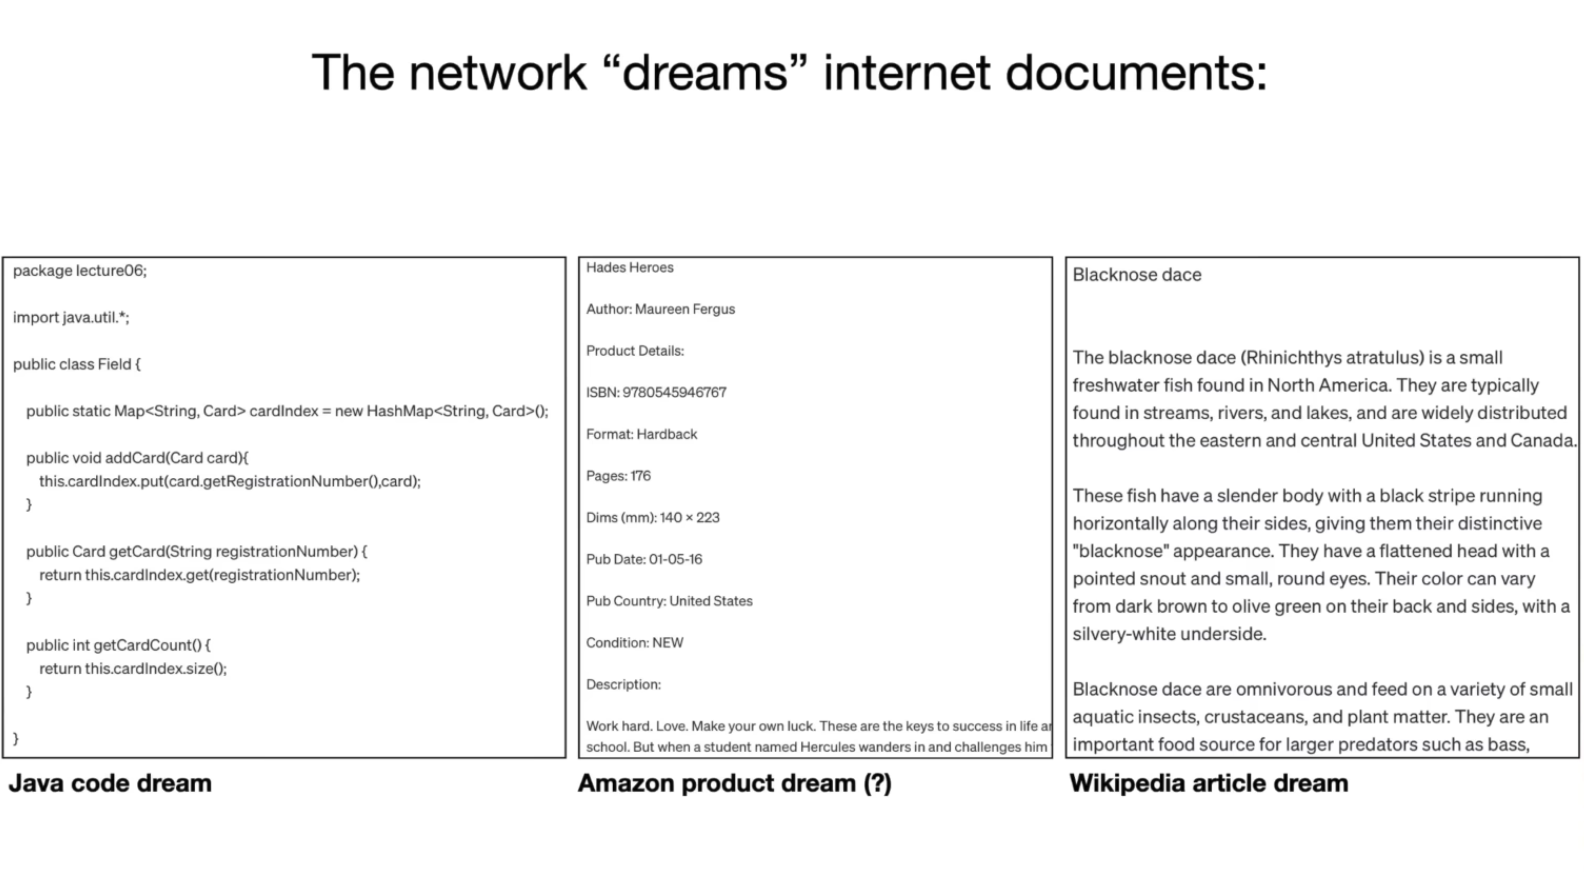 The network “dreams” internet documents:
package lecture06;
import java.util.*;
public class Field {
public static Map<String, Card> cardIndex = new HashMap<String, Card>();
public void addCard(Card card){
this.cardIndex.put(card.getRegistrationNumber(),card);
}
public Card getCard(String registrationNumber) {
return this.cardIndex.get(registrationNumber);
}
public int getCardCount() {
return this.cardIndex.size();
}
}
Java code dream
Hades Heroes
Author: Maureen Fergus
Product Details:
ISBN: 9780545946767
Format: Hardback
Pages: 176
Dims (mm): 140 × 223
Pub Date: 01-05-16
Pub Country: United States
Condition: NEW
Description:
Work hard. Love. Make your own luck. These are the keys to success in life
school. But when a student named Hercules wanders in and challenges him
Amazon product dream (?)
Blacknose dace
The blacknose dace (Rhinichthys atratulus) is a small
freshwater fish found in North America. They are typically
found in streams, rivers, and lakes, and are widely distributed
throughout the eastern and central United States and Canada.
These fish have a slender body with a black stripe running
horizontally along their sides, giving them their distinctive
"blacknose" appearance. They have a flattened head with a
pointed snout and small, round eyes. Their color can vary
from dark brown to olive green on their back and sides, with a
silvery-white underside.
Blacknose dace are omnivorous and feed on a variety of small
aquatic insects, crustaceans, and plant matter. They are an
important food source for larger predators such as bass,
Wikipedia article dream